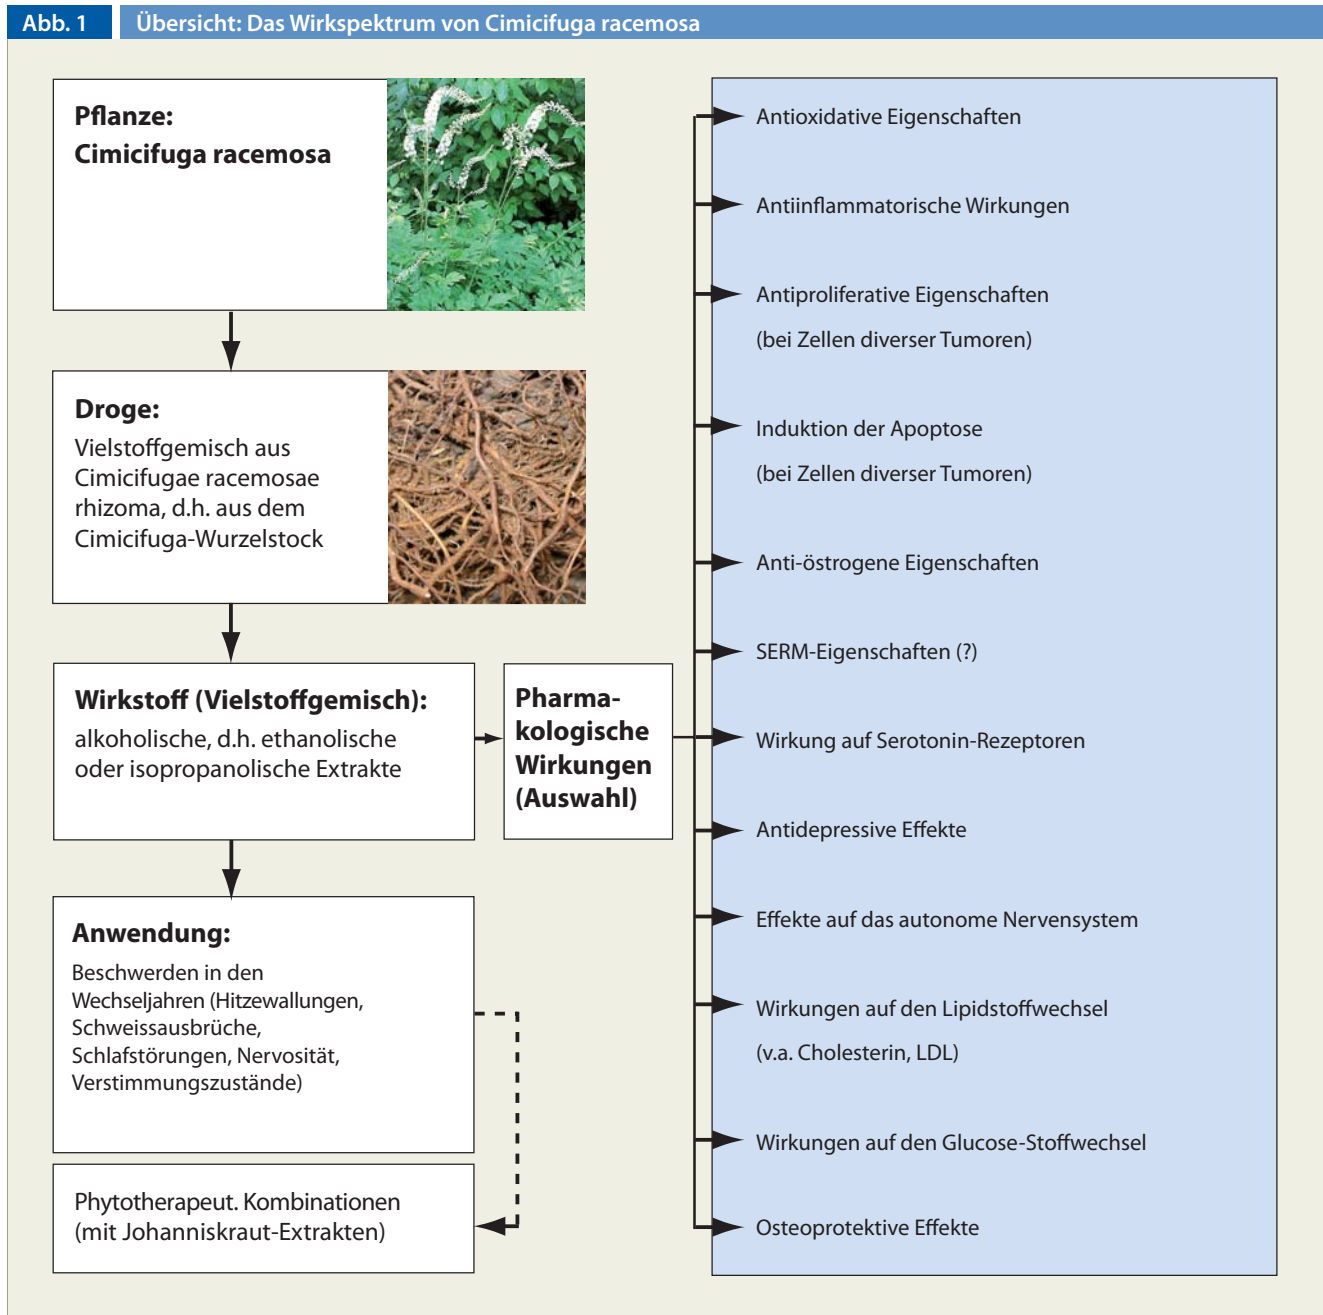 Abb. 1
Übersicht: Das Wirkspektrum von Cimicifuga racemosa
Pflanze:
Cimicifuga racemosa
Droge:
Vielstoffgemisch aus
Cimicifugae racemosae
rhizoma, d.h. aus dem
Cimicifuga-Wurzelstock
Wirkstoff (Vielstoffgemisch):
alkoholische, d.h. ethanolische
oder isopropanolische Extrakte
Anwendung:
Beschwerden in den
Wechseljahren (Hitzewallungen,
Schweissausbrüche,
Schlafstörungen, Nervosität,
Verstimmungszustände)
Phytotherapeut. Kombinationen
(mit Johanniskraut-Extrakten)
Pharma-
kologische
Wirkungen
(Auswahl)
Antioxidative Eigenschaften
Antiinflammatorische Wirkungen
Antiproliferative Eigenschaften
(bei Zellen diverser Tumoren)
Induktion der Apoptose
(bei Zellen diverser Tumoren)
Anti-östrogene Eigenschaften
SERM-Eigenschaften (?)
Wirkung auf Serotonin-Rezeptoren
Antidepressive Effekte
Effekte auf das autonome Nervensystem
Wirkungen auf den Lipidstoffwechsel
(v.a. Cholesterin, LDL)
Wirkungen auf den Glucose-Stoffwechsel
Osteoprotektive Effekte